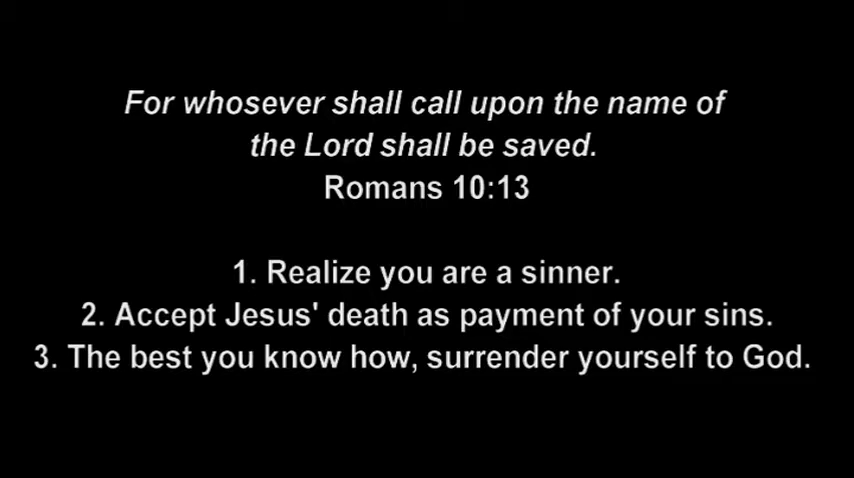 For whosever shall call upon the name of
the Lord shall be saved.
Romans 10:13
1. Realize you are a sinner.
2. Accept Jesus' death as payment of your sins.
3. The best you know how, surrender yourself to God.